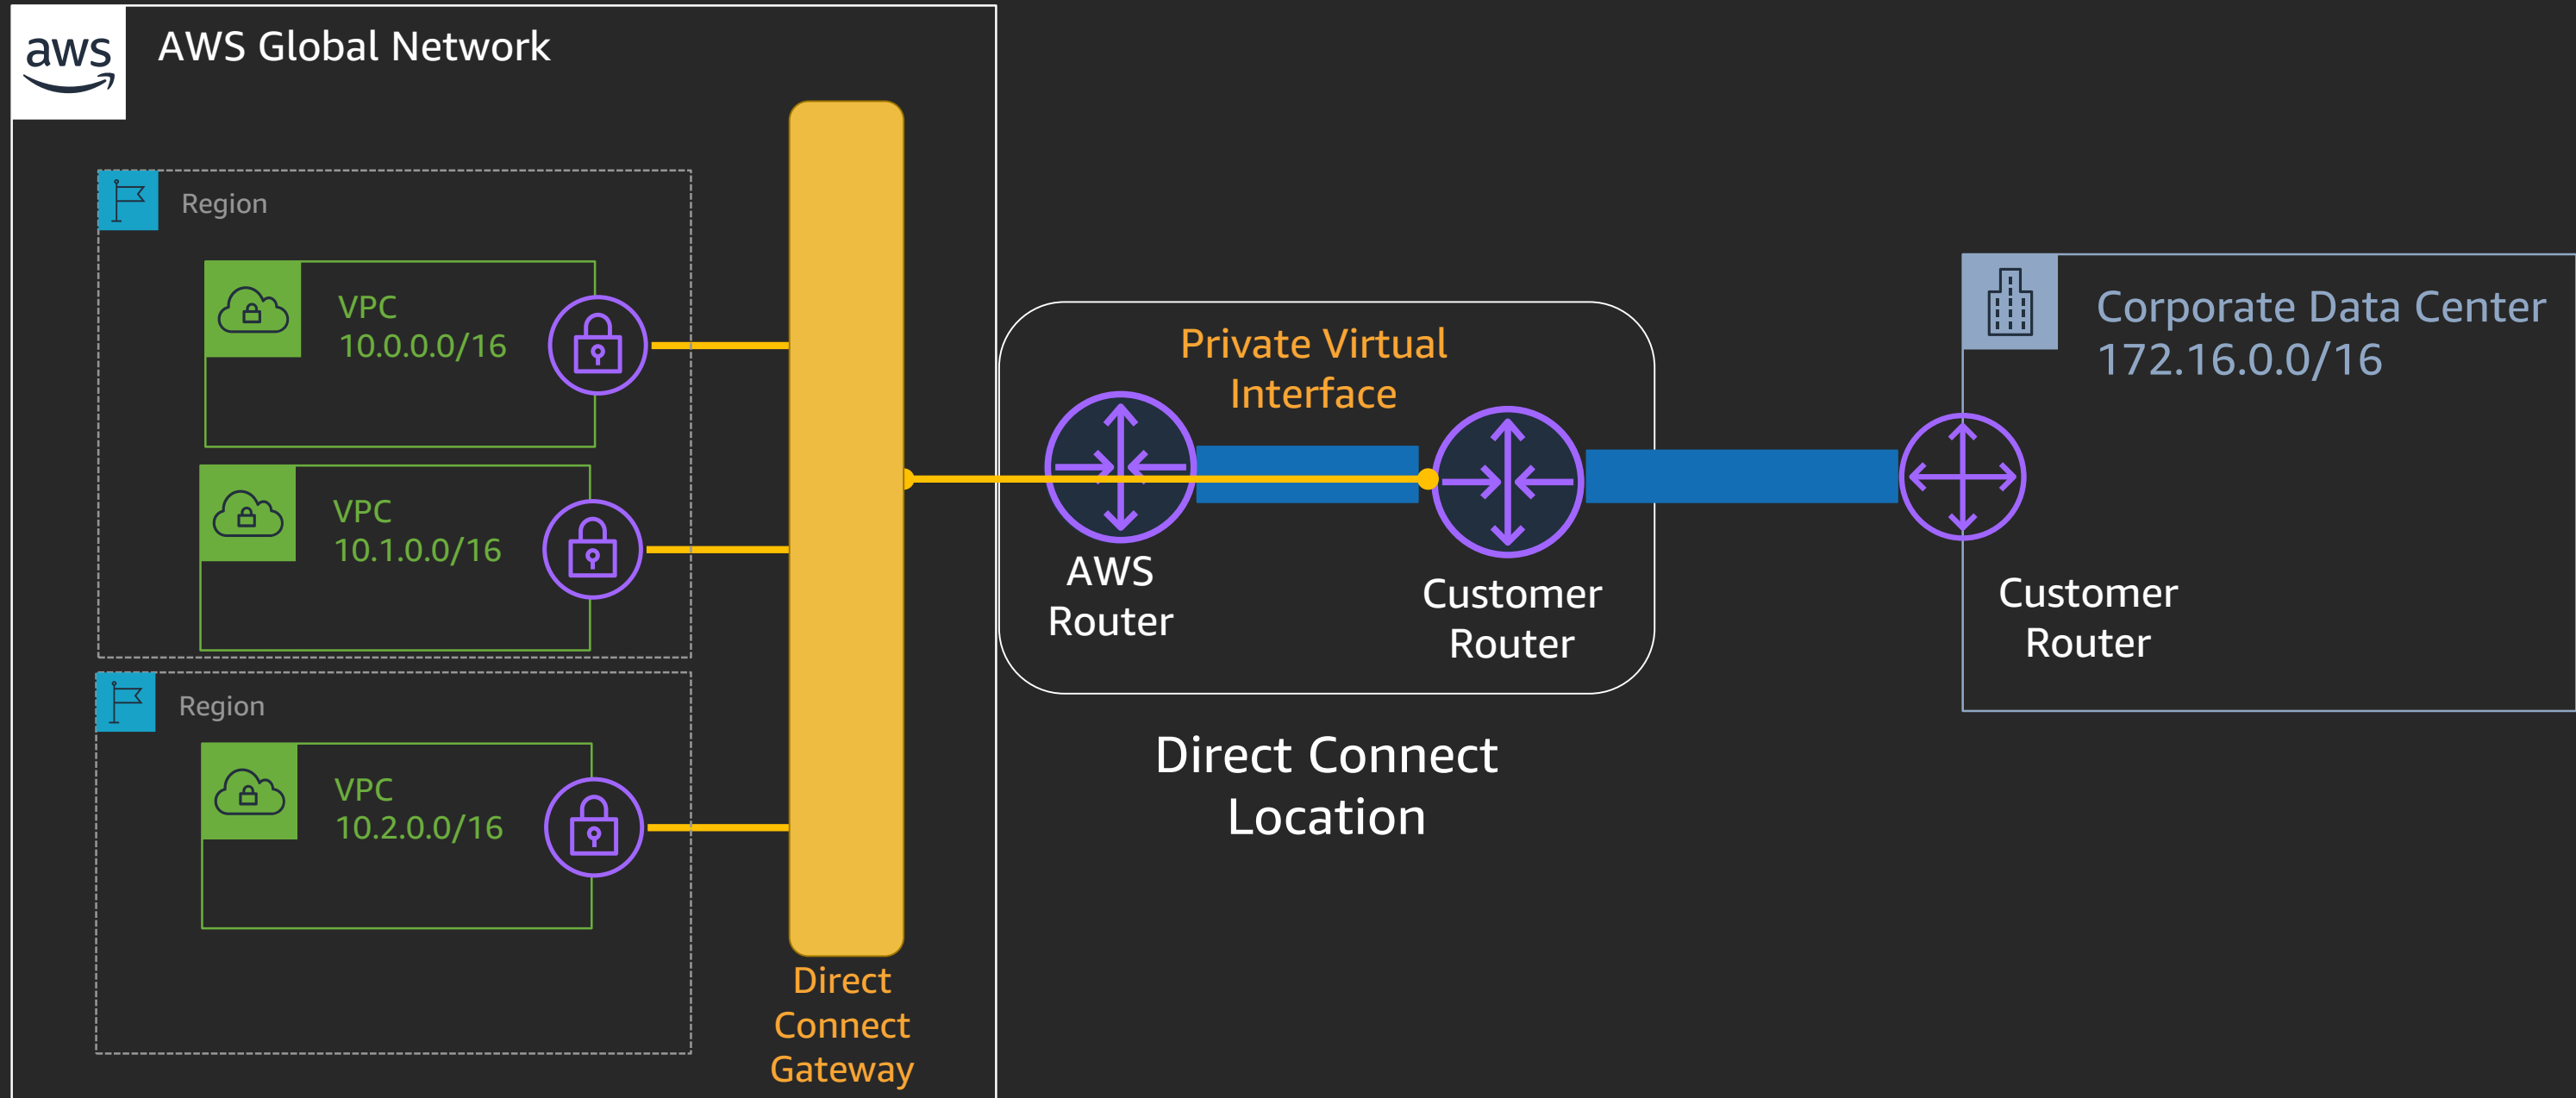 aws
AWS Global Network
Region
VPC
10.0.0.0/16
VPC
10.1.0.0/16
Region
VPC
10.2.0.0/16
Direct
Connect
Gateway
Private Virtual
Interface
AWS
Router
Customer
Router
Direct Connect
Location
Corporate Data Center
172.16.0.0/16
Customer
Router